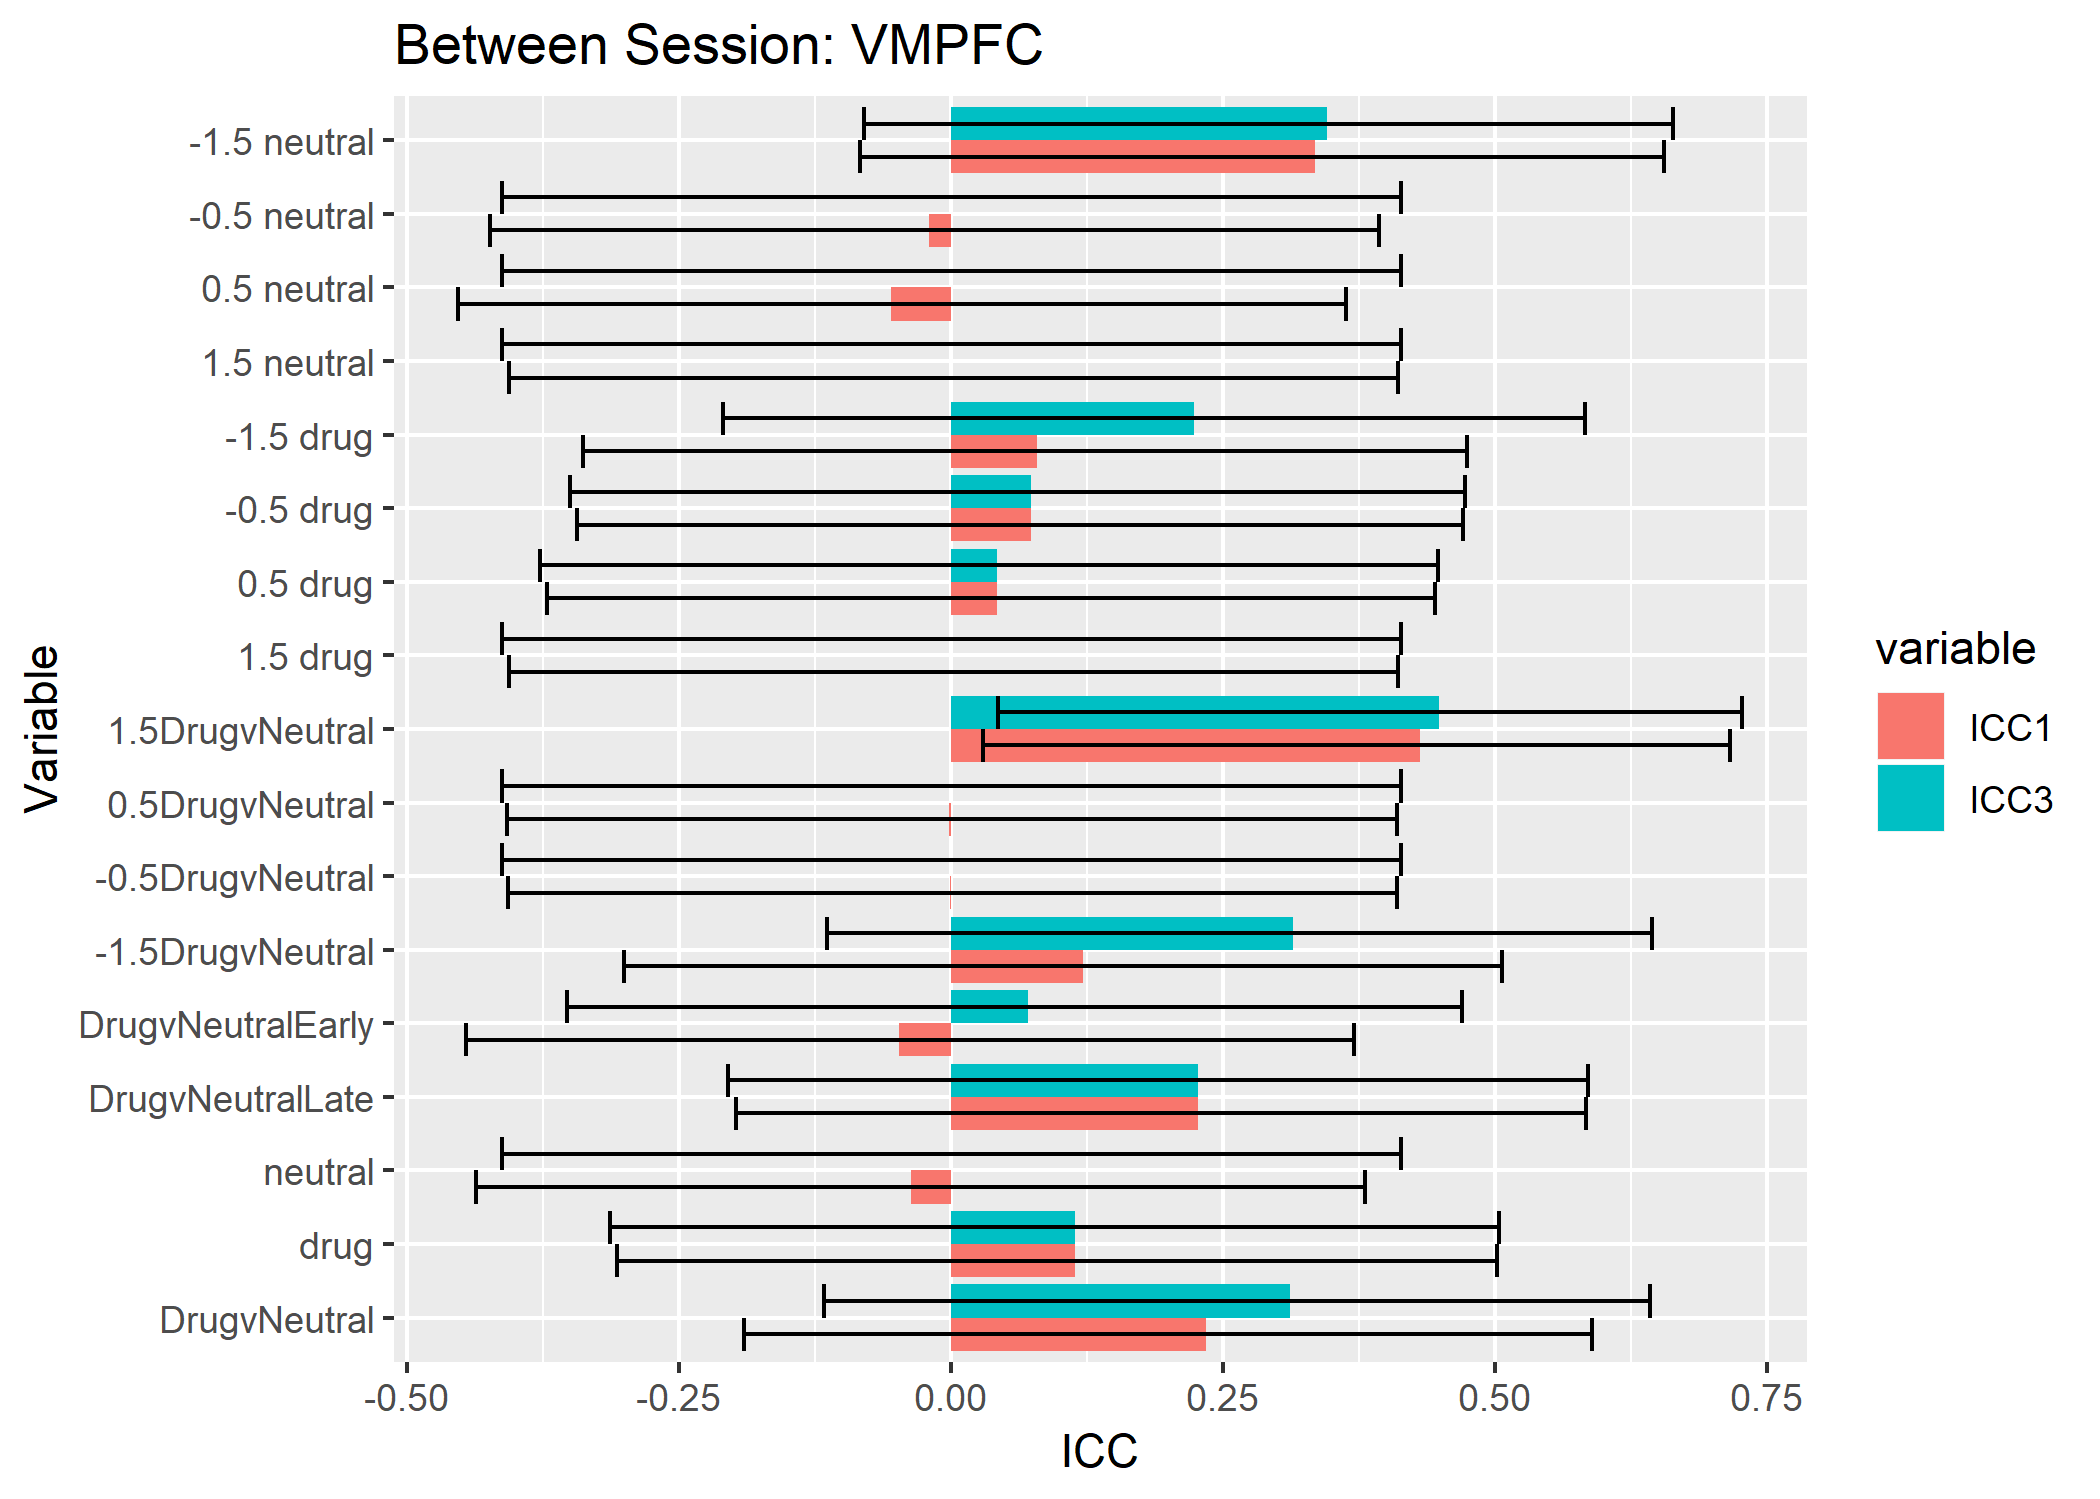 Between Session: VMPFC
-1.5 neutral
-0.5 neutral
0.5 neutral
1.5 neutral
-1.5 drug
-0.5 drug
0.5 drug
1.5 drug
1.5DrugvNeutral
0.5DrugvNeutral
-0.5DrugvNeutral
-1.5DrugvNeutral
DrugvNeutralEarly
DrugvNeutralLate
neutral
drug
DrugvNeutral
Variable
-0.50 -0.25 0.00 0.25 0.50 0.75
ICC
variable
ICC1
ICC3